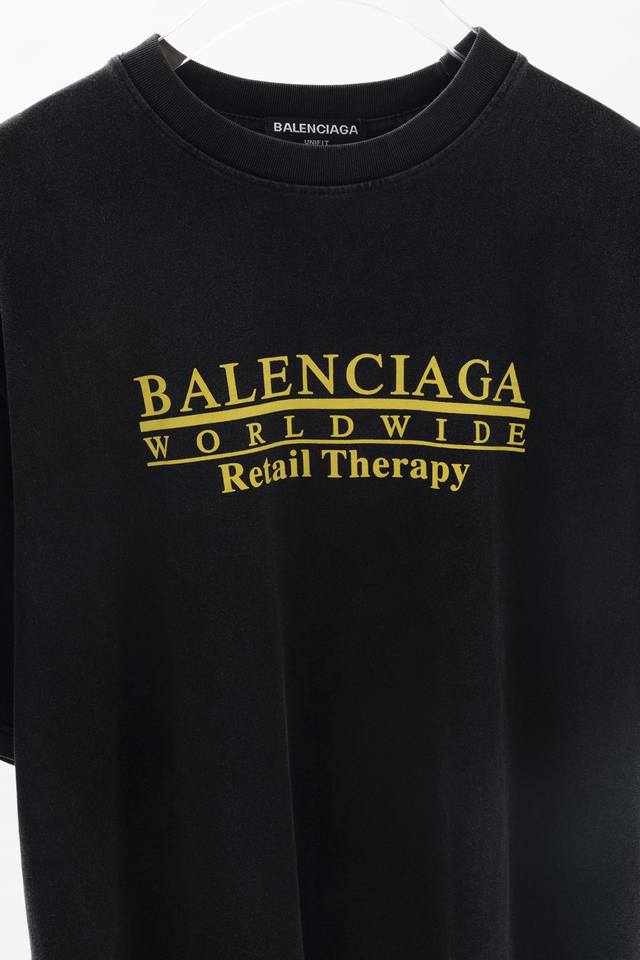 BALENCIAGA
UNIFIT
BALENCIAGA
WORLDWIDE
Retail Therapy